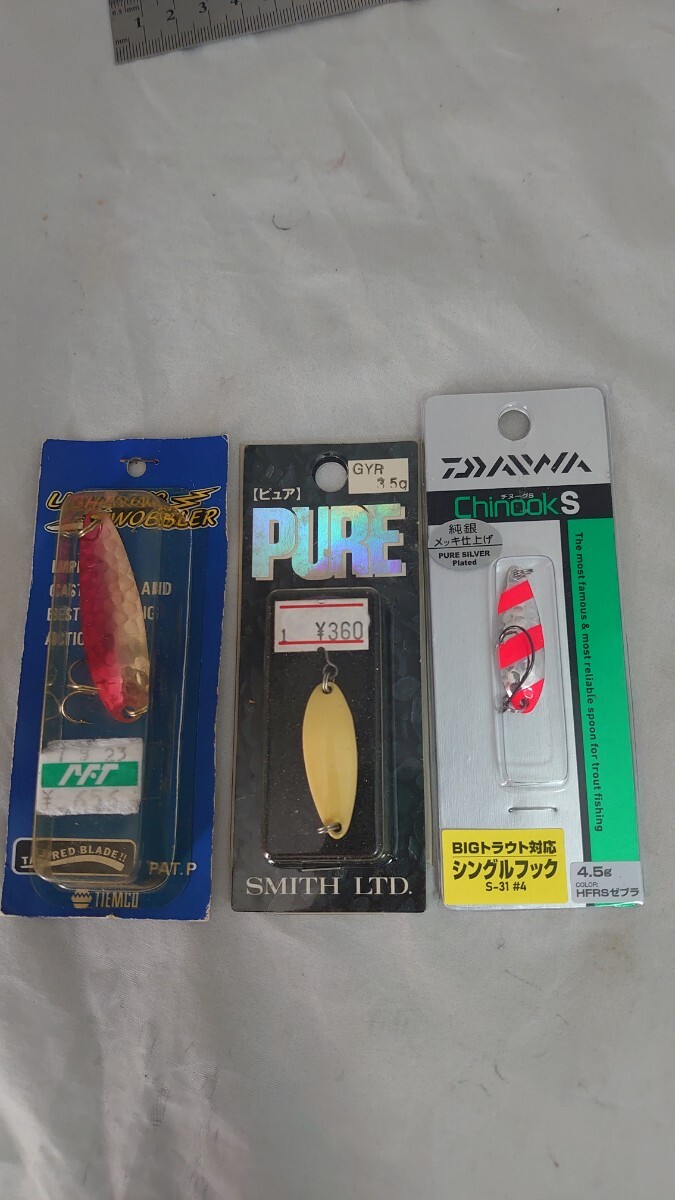 mm 1 2 3 4
WOBBLER
CAST AND
BEST
ACTIO
23
AFT
¥
RED BLADE!!
PAT.P
TIEMCO
GYR
3.5g
【ピュア】
PURE
1 ¥360
SMITH LTD.
DAIWA
チヌークS
Chinook S
純銀
メッキ仕上げ
PURE SILVER
Plated
The most famous & most reliable spoon for trout fishing
BIGトラウト対応
シングルフック
S-31 #4
4.5g
COLOR:
HFRSゼブラ